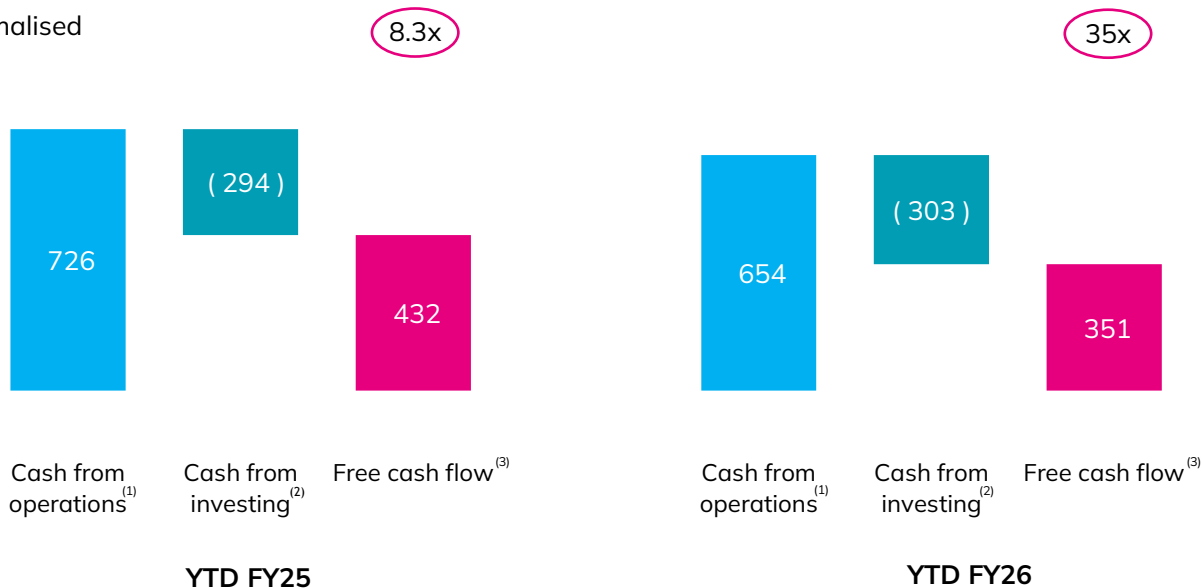 nalised
8.3x
35x
( 294 )
726
432
( 303 )
654
351
Cash from
operations(1)
Cash from
investing(2)
Free cash flow(3)
YTD FY25
Cash from
operations(1)
Cash from
investing(2)
Free cash flow(3)
YTD FY26